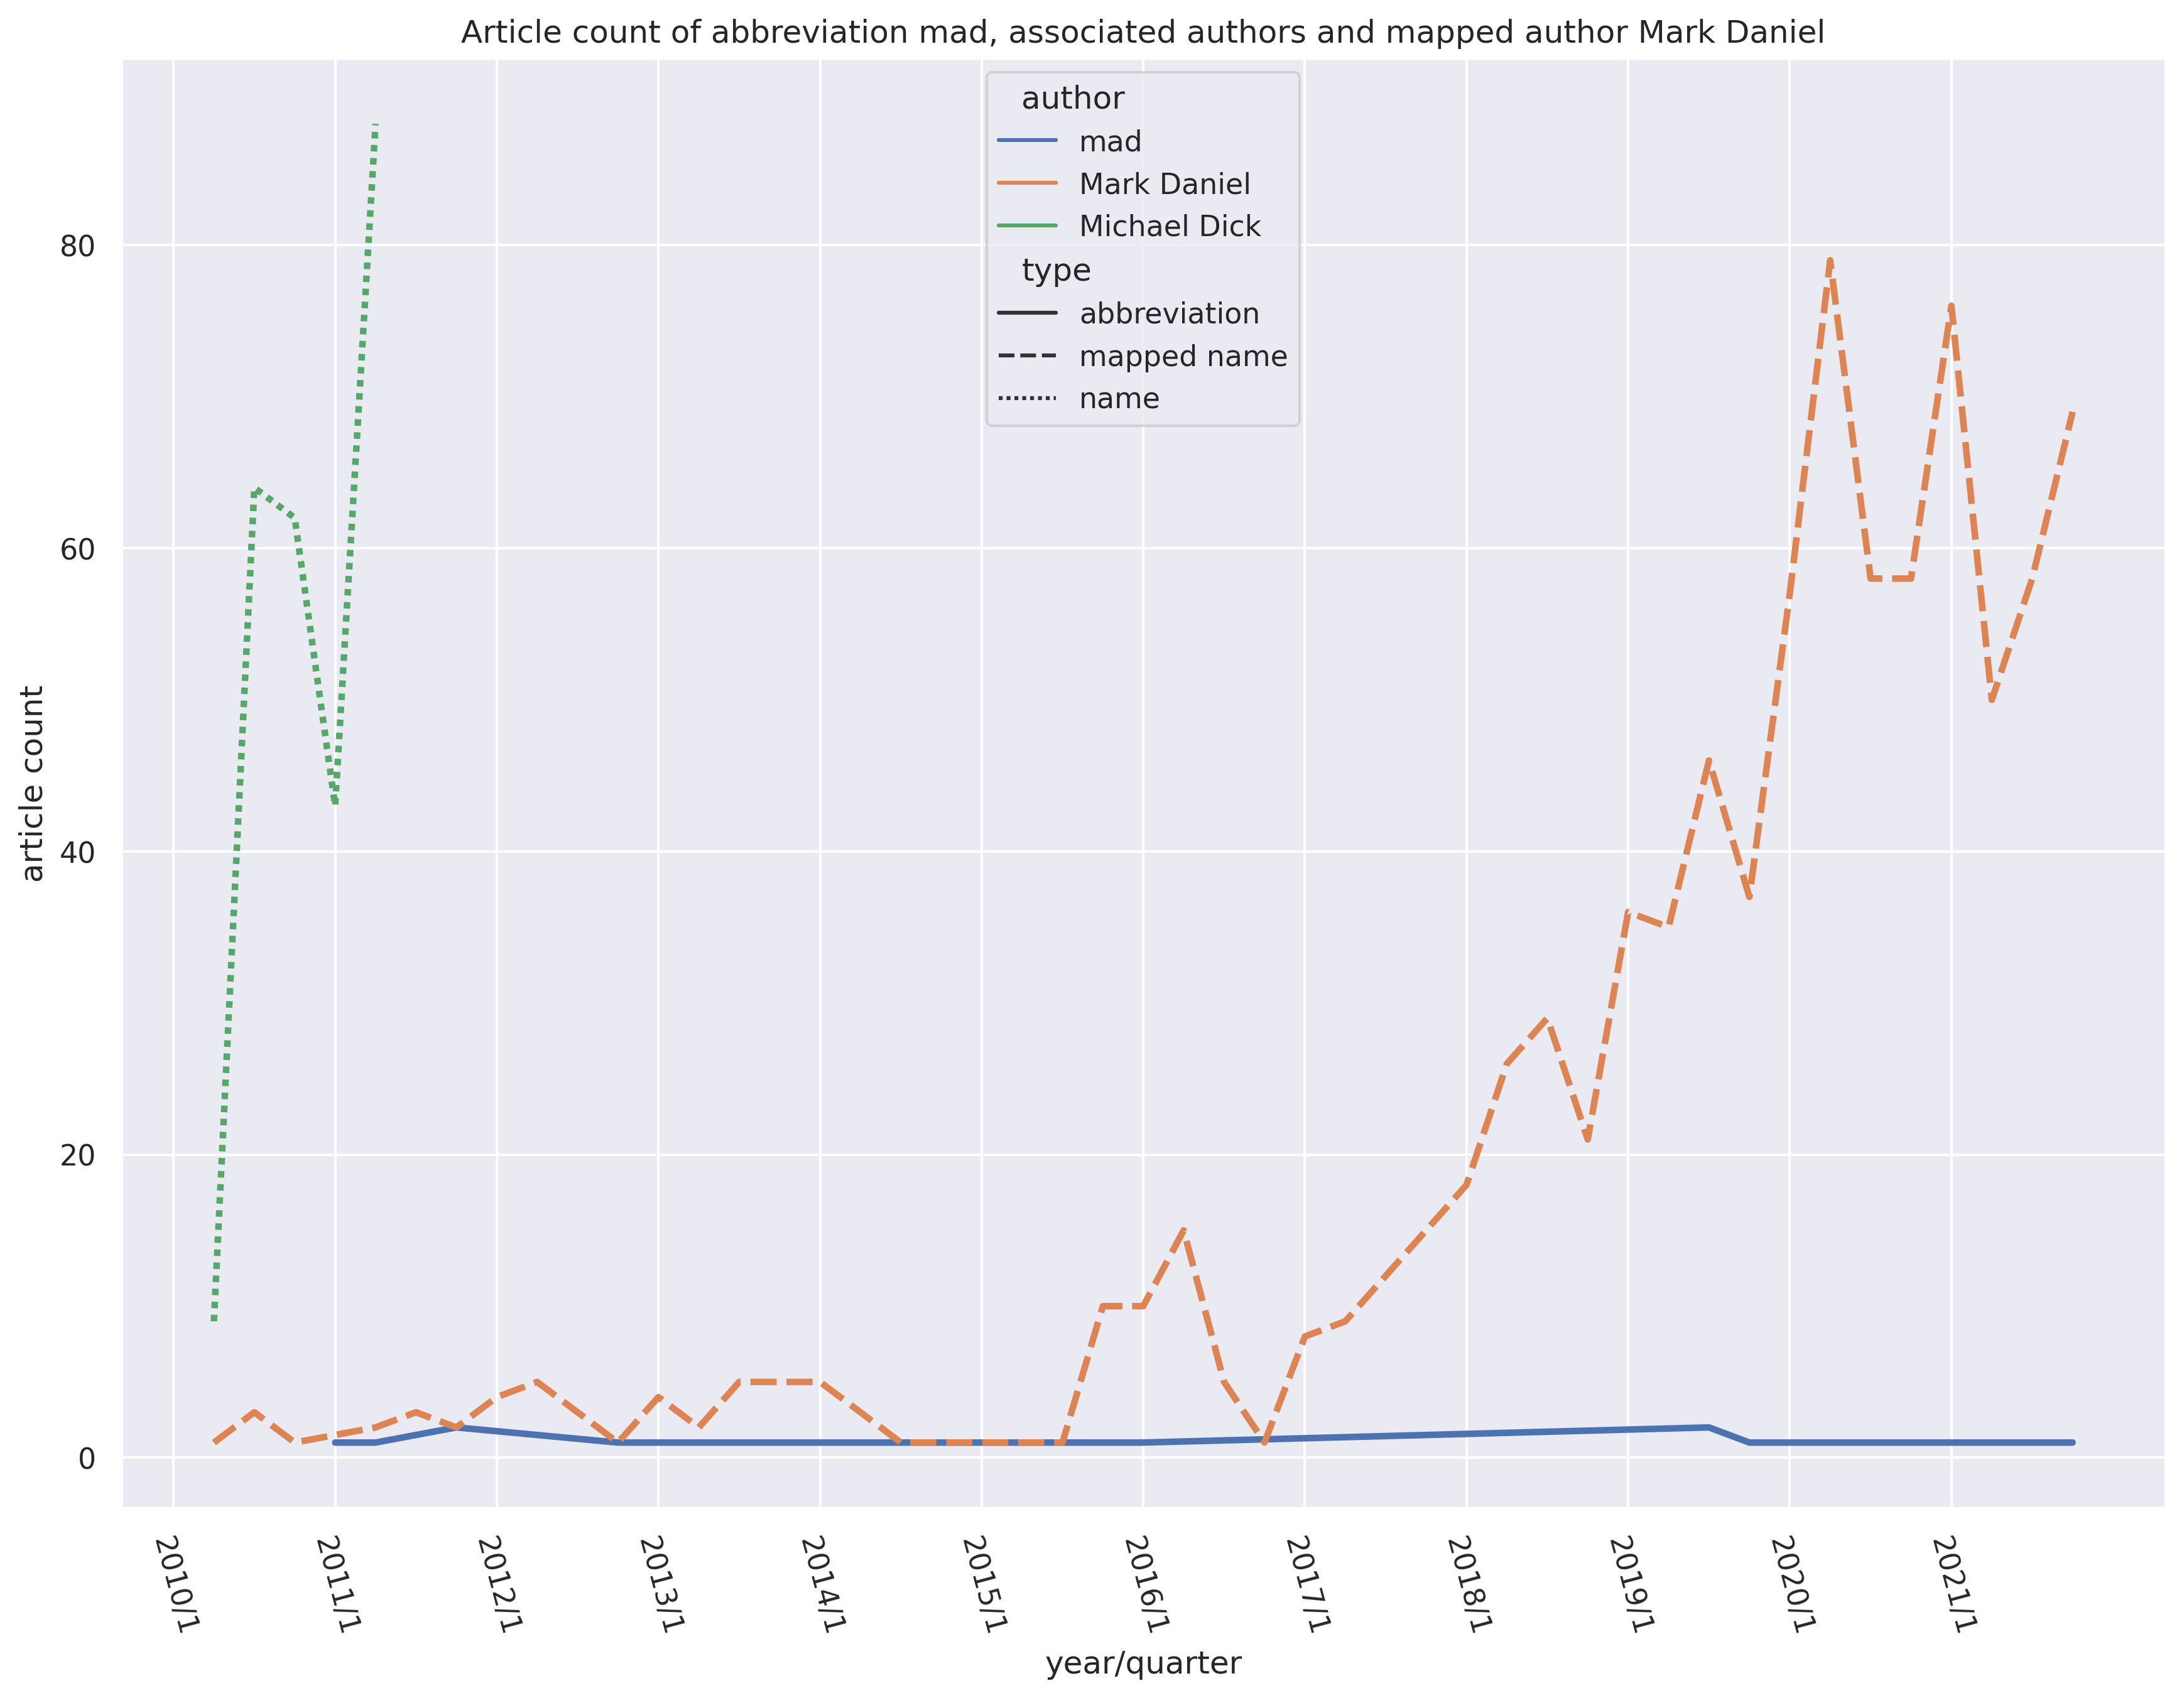 Article count of abbreviation mad, associated authors and mapped author Mark Daniel
author
mad
Mark Daniel
Michael Dick
type
abbreviation
mapped name
name
article count
80
60
40
20
0
2010/1
2011/1
2012/1
2013/1
2014/1
2015/1
2016/1
2017/1
2018/1
2019/1
2020/1
2021/1
year/quarter